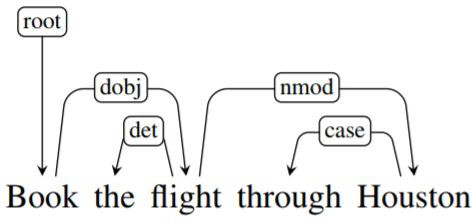 root
dobj nmod
det case
Book the flight through Houston